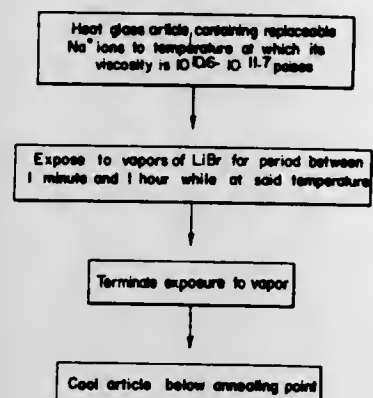 Heat glass article, containing replaceable
Na⁺ ions to temperature at which its
viscosity is 10^10.6 - 10^11.7 poises
Expose to vapors of LiBr for period between
1 minute and 1 hour while at said temperature
Terminate exposure to vapor
Cool article below annealing point